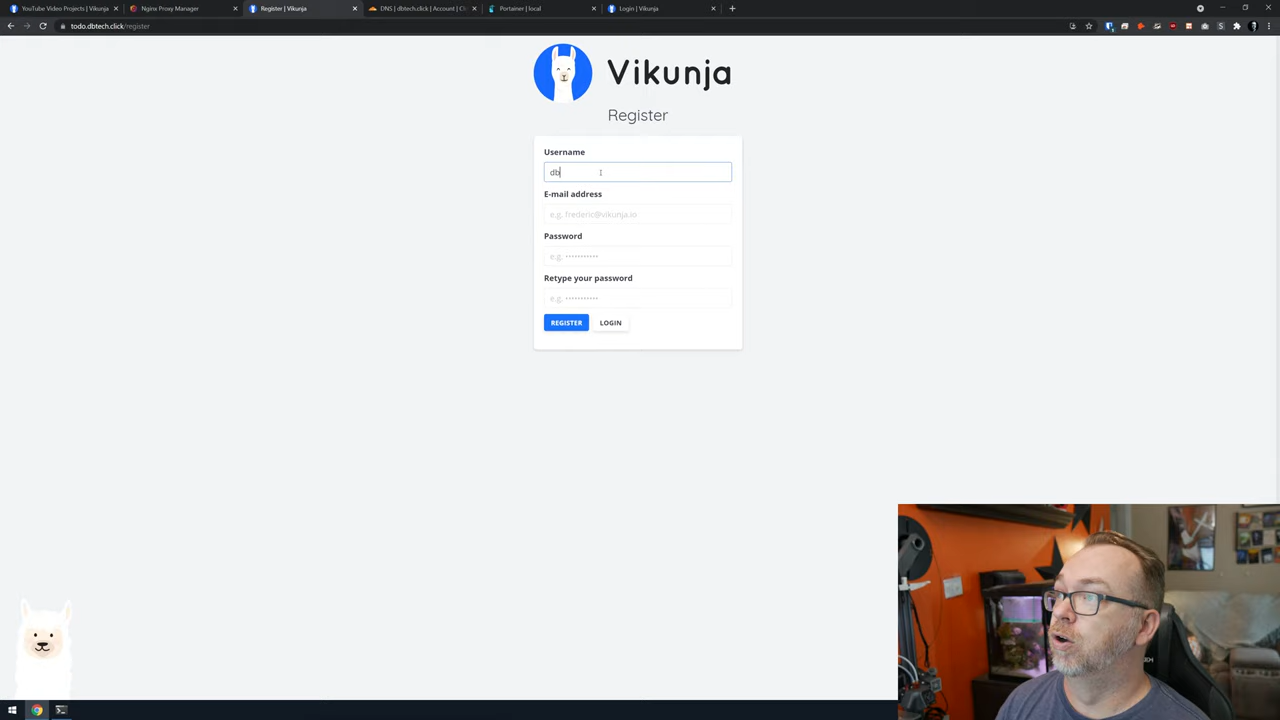 YouTube Video Projects | Vikunja
Nginx Proxy Manager
Register | Vikunja
DNS | dbtech.click | Account | Cl
Portainer | local
Login | Vikunja
todo.dbtech.click/register
Vikunja
Register
Username
db
E-mail address
e.g. frederic@vikunja.io
Password
e.g. •••••••••••
Retype your password
e.g. •••••••••••
REGISTER
LOGIN